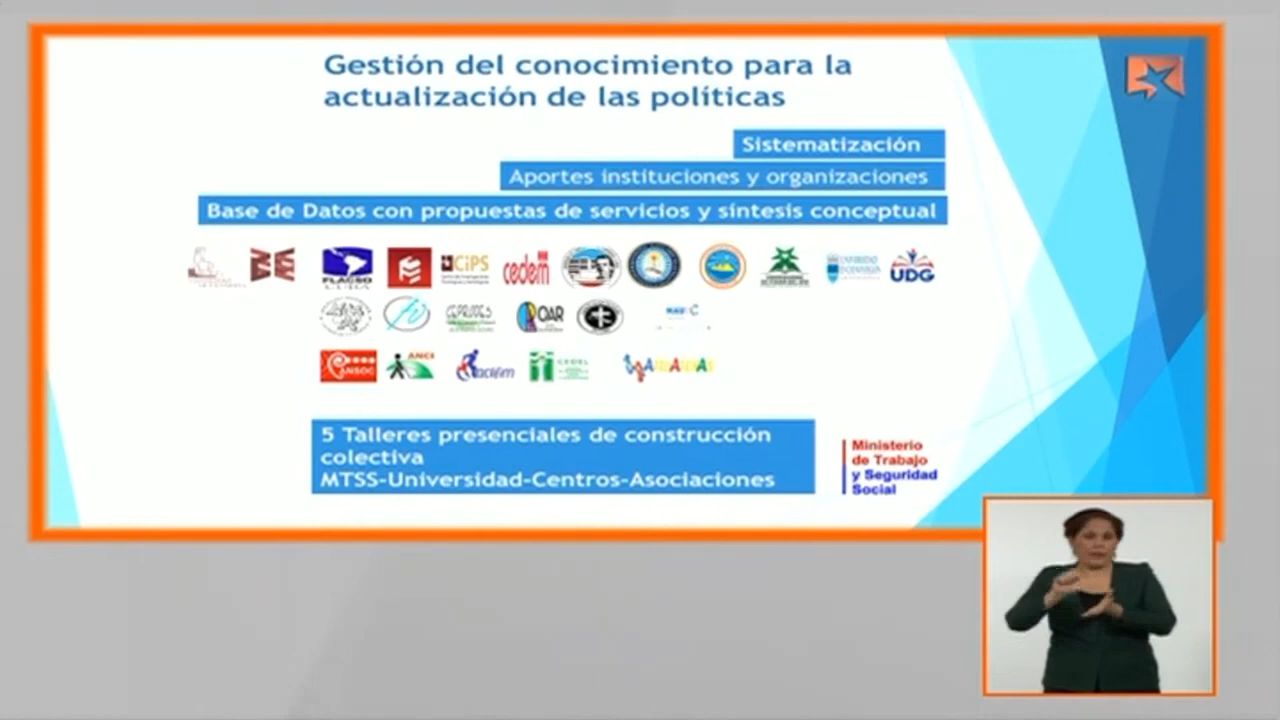 Gestión del conocimiento para la
actualización de las políticas
Sistematización
Aportes instituciones y organizaciones
Base de Datos con propuestas de servicios y síntesis conceptual
FLACSO
CUBA
CiPS
cedem
UDG
OAR
ANSOC
ANCI
aclifim
CEDEL
5 Talleres presenciales de construcción
colectiva
MTSS-Universidad-Centros-Asociaciones
Ministerio
de Trabajo
y Seguridad
Social